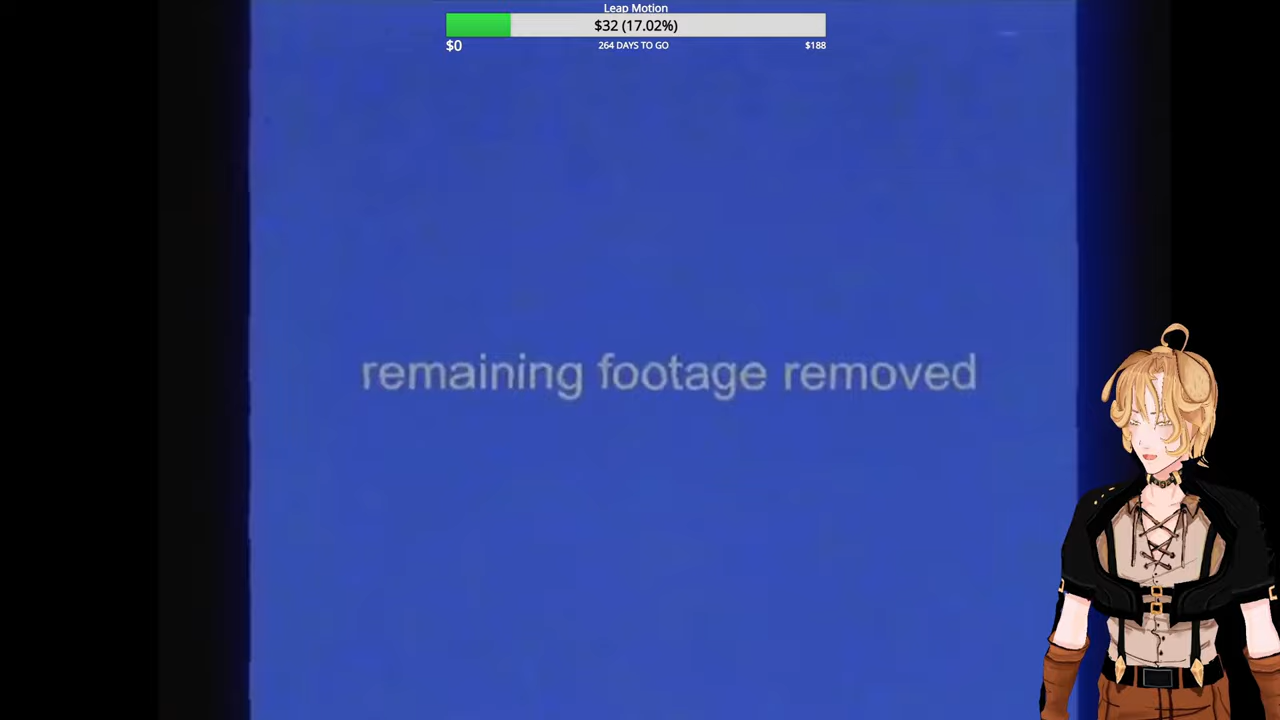 Leap Motion
$32 (17.02%)
$0 264 DAYS TO GO $188
remaining footage removed